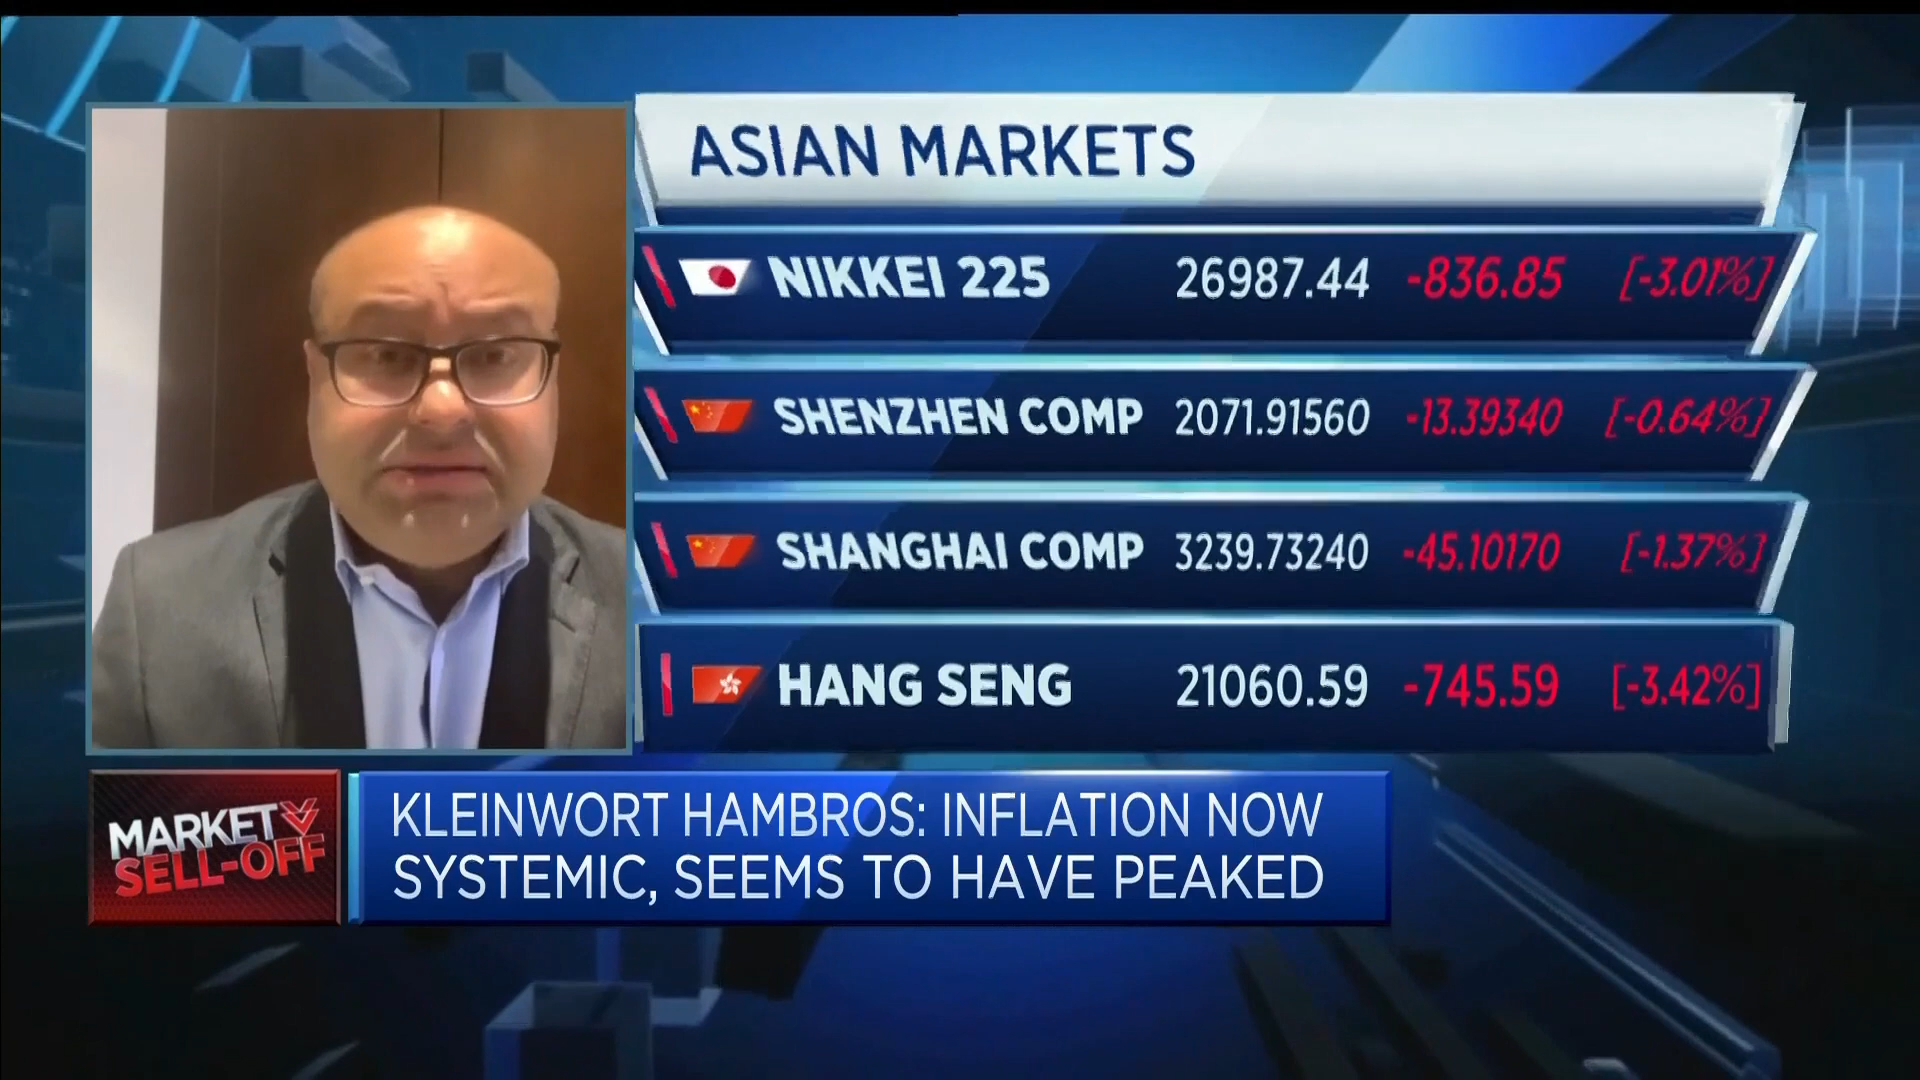 ASIAN MARKETS
NIKKEI 225 26987.44 -836.85 [-3.01%]
SHENZHEN COMP 2071.91560 -13.39340 [-0.64%]
SHANGHAI COMP 3239.73240 -45.10170 [-1.37%]
HANG SENG 21060.59 -745.59 [-3.42%]
MARKET
SELL-OFF
KLEINWORT HAMBROS: INFLATION NOW
SYSTEMIC, SEEMS TO HAVE PEAKED